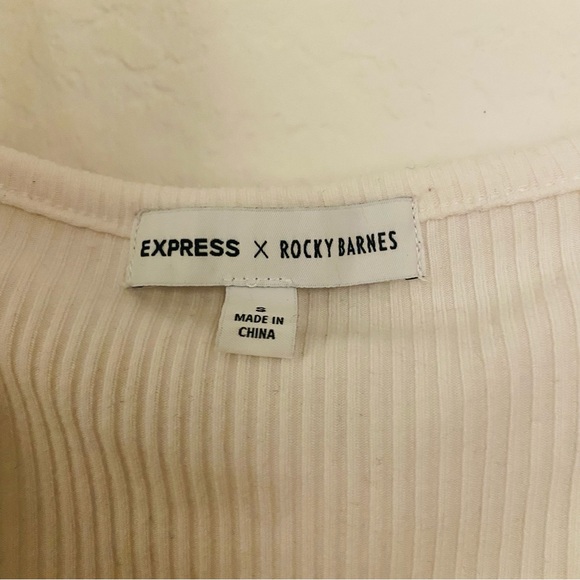 EXPRESS X ROCKY BARNES
S
MADE IN
CHINA